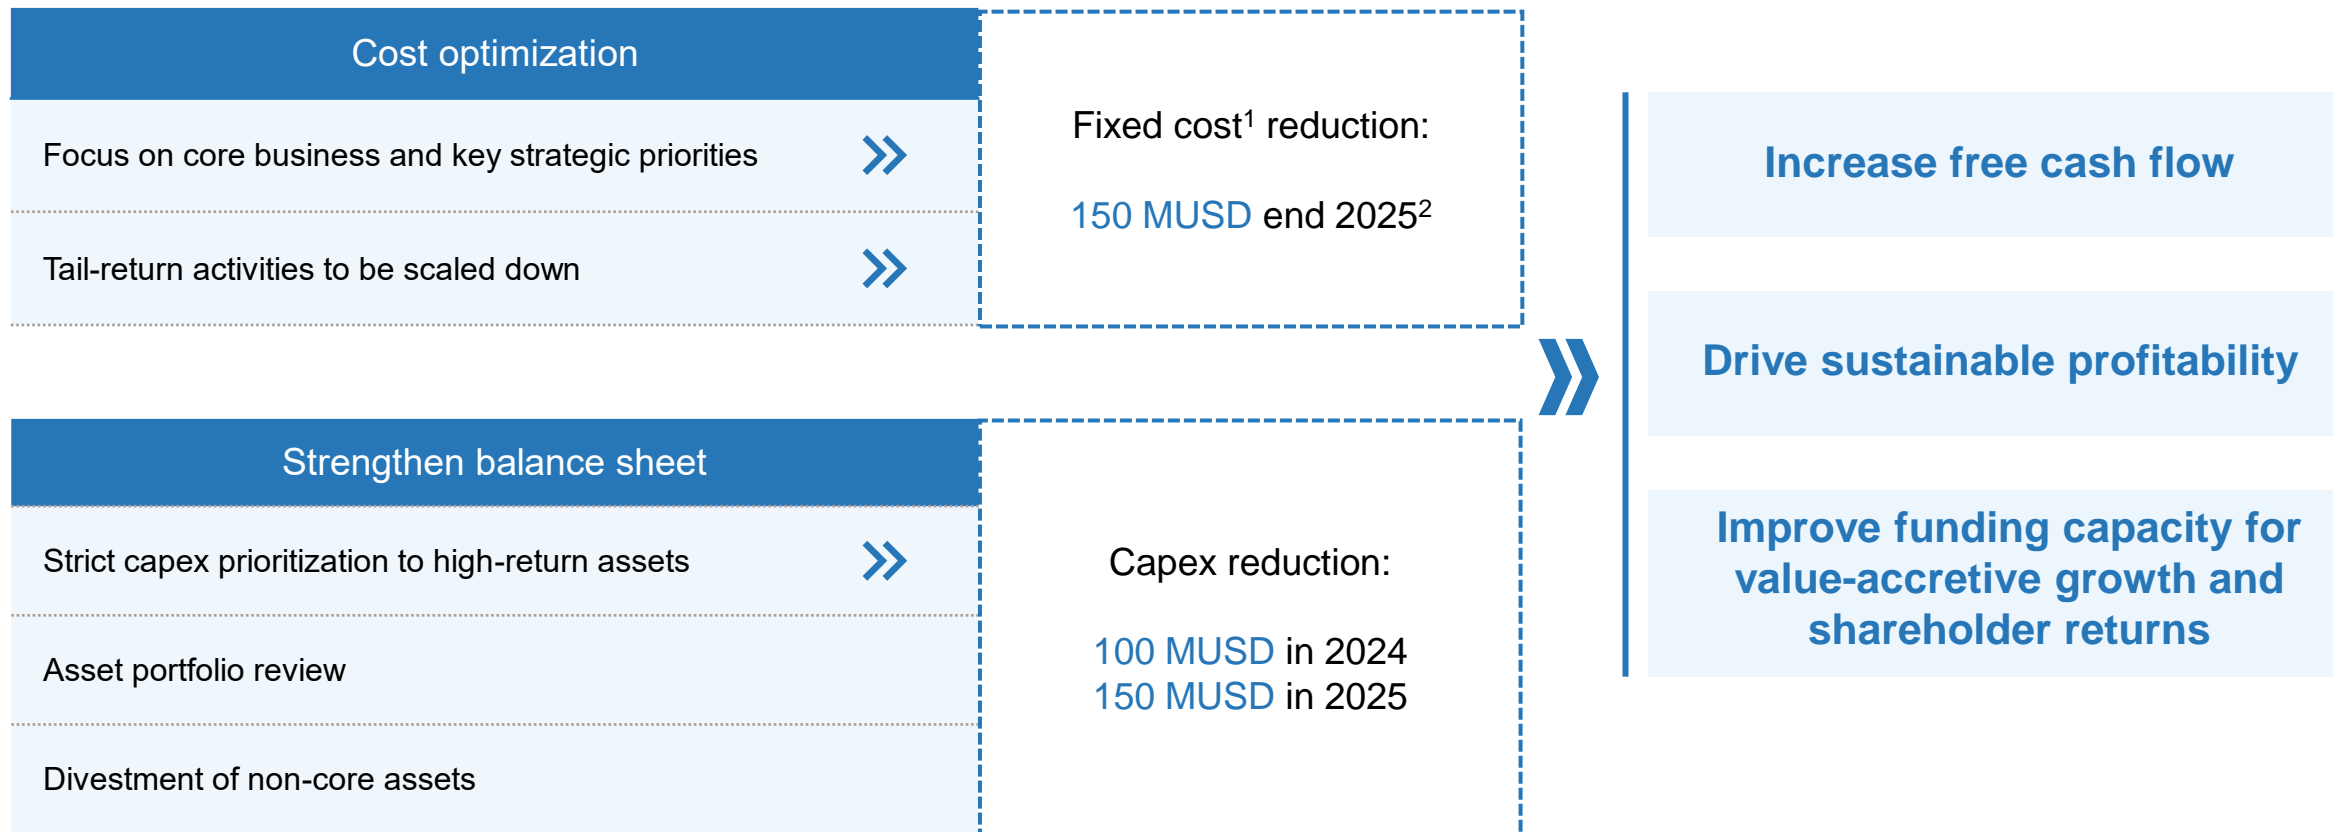 Cost optimization
Focus on core business and key strategic priorities
Tail-return activities to be scaled down
Fixed cost¹ reduction:
150 MUSD end 2025²
Strengthen balance sheet
Strict capex prioritization to high-return assets
Asset portfolio review
Divestment of non-core assets
Capex reduction:
100 MUSD in 2024
150 MUSD in 2025
Increase free cash flow
Drive sustainable profitability
Improve funding capacity for
value-accretive growth and
shareholder returns